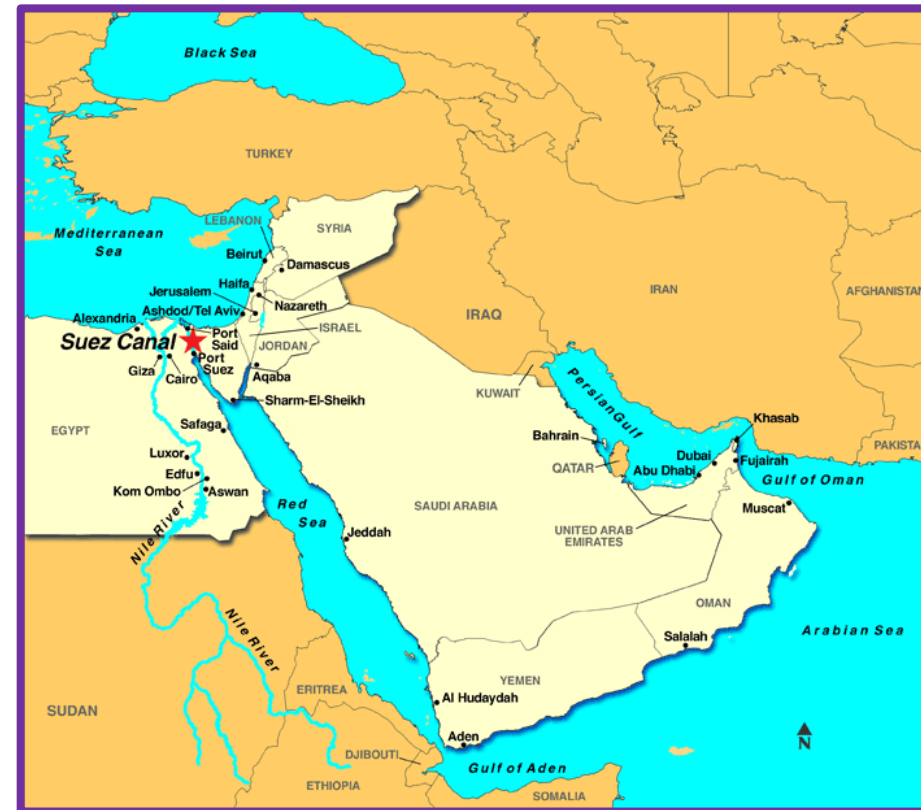 Black Sea
TURKEY
LEBANON
SYRIA
Mediterranean
Sea
Beirut
Damascus
Haifa
Jerusalem
Nazareth
IRAN
AFGHANISTAN
IRAQ
Ashdod/Tel Aviv
Alexandria
ISRAEL
Port
Said
Suez Canal
JORDAN
Port
Suez
Giza
Cairo
Aqaba
KUWAIT
Persian Gulf
Sharm-El-Sheikh
Khasab
Safaga
EGYPT
Bahrain
PAKIST
Luxor
QATAR
Dubai
Fujairah
Abu Dhabi
Gulf of Oman
Edfu
Kom Ombo
Aswan
SAUDI ARABIA
Muscat
Red
Sea
Nile River
Jeddah
UNITED ARAB
EMIRATES
OMAN
Nile River
Salalah
Arabian Sea
ERITREA
YEMEN
Al Hudaydah
SUDAN
Aden
N
DJIBOUTI
Gulf of Aden
ETHIOPIA
SOMALIA